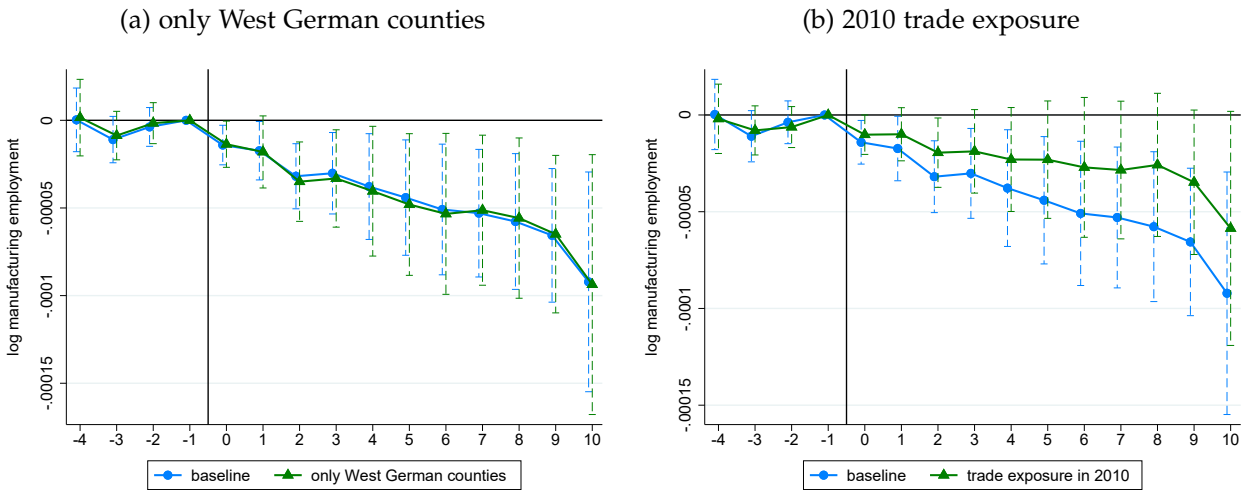 (a) only West German counties
log manufacturing employment
0
-.00005
-.0001
-.00015
-4 -3 -2 -1 0 1 2 3 4 5 6 7 8 9 10
baseline only West German counties
(b) 2010 trade exposure
log manufacturing employment
0
-.00005
-.0001
-.00015
-4 -3 -2 -1 0 1 2 3 4 5 6 7 8 9 10
baseline trade exposure in 2010